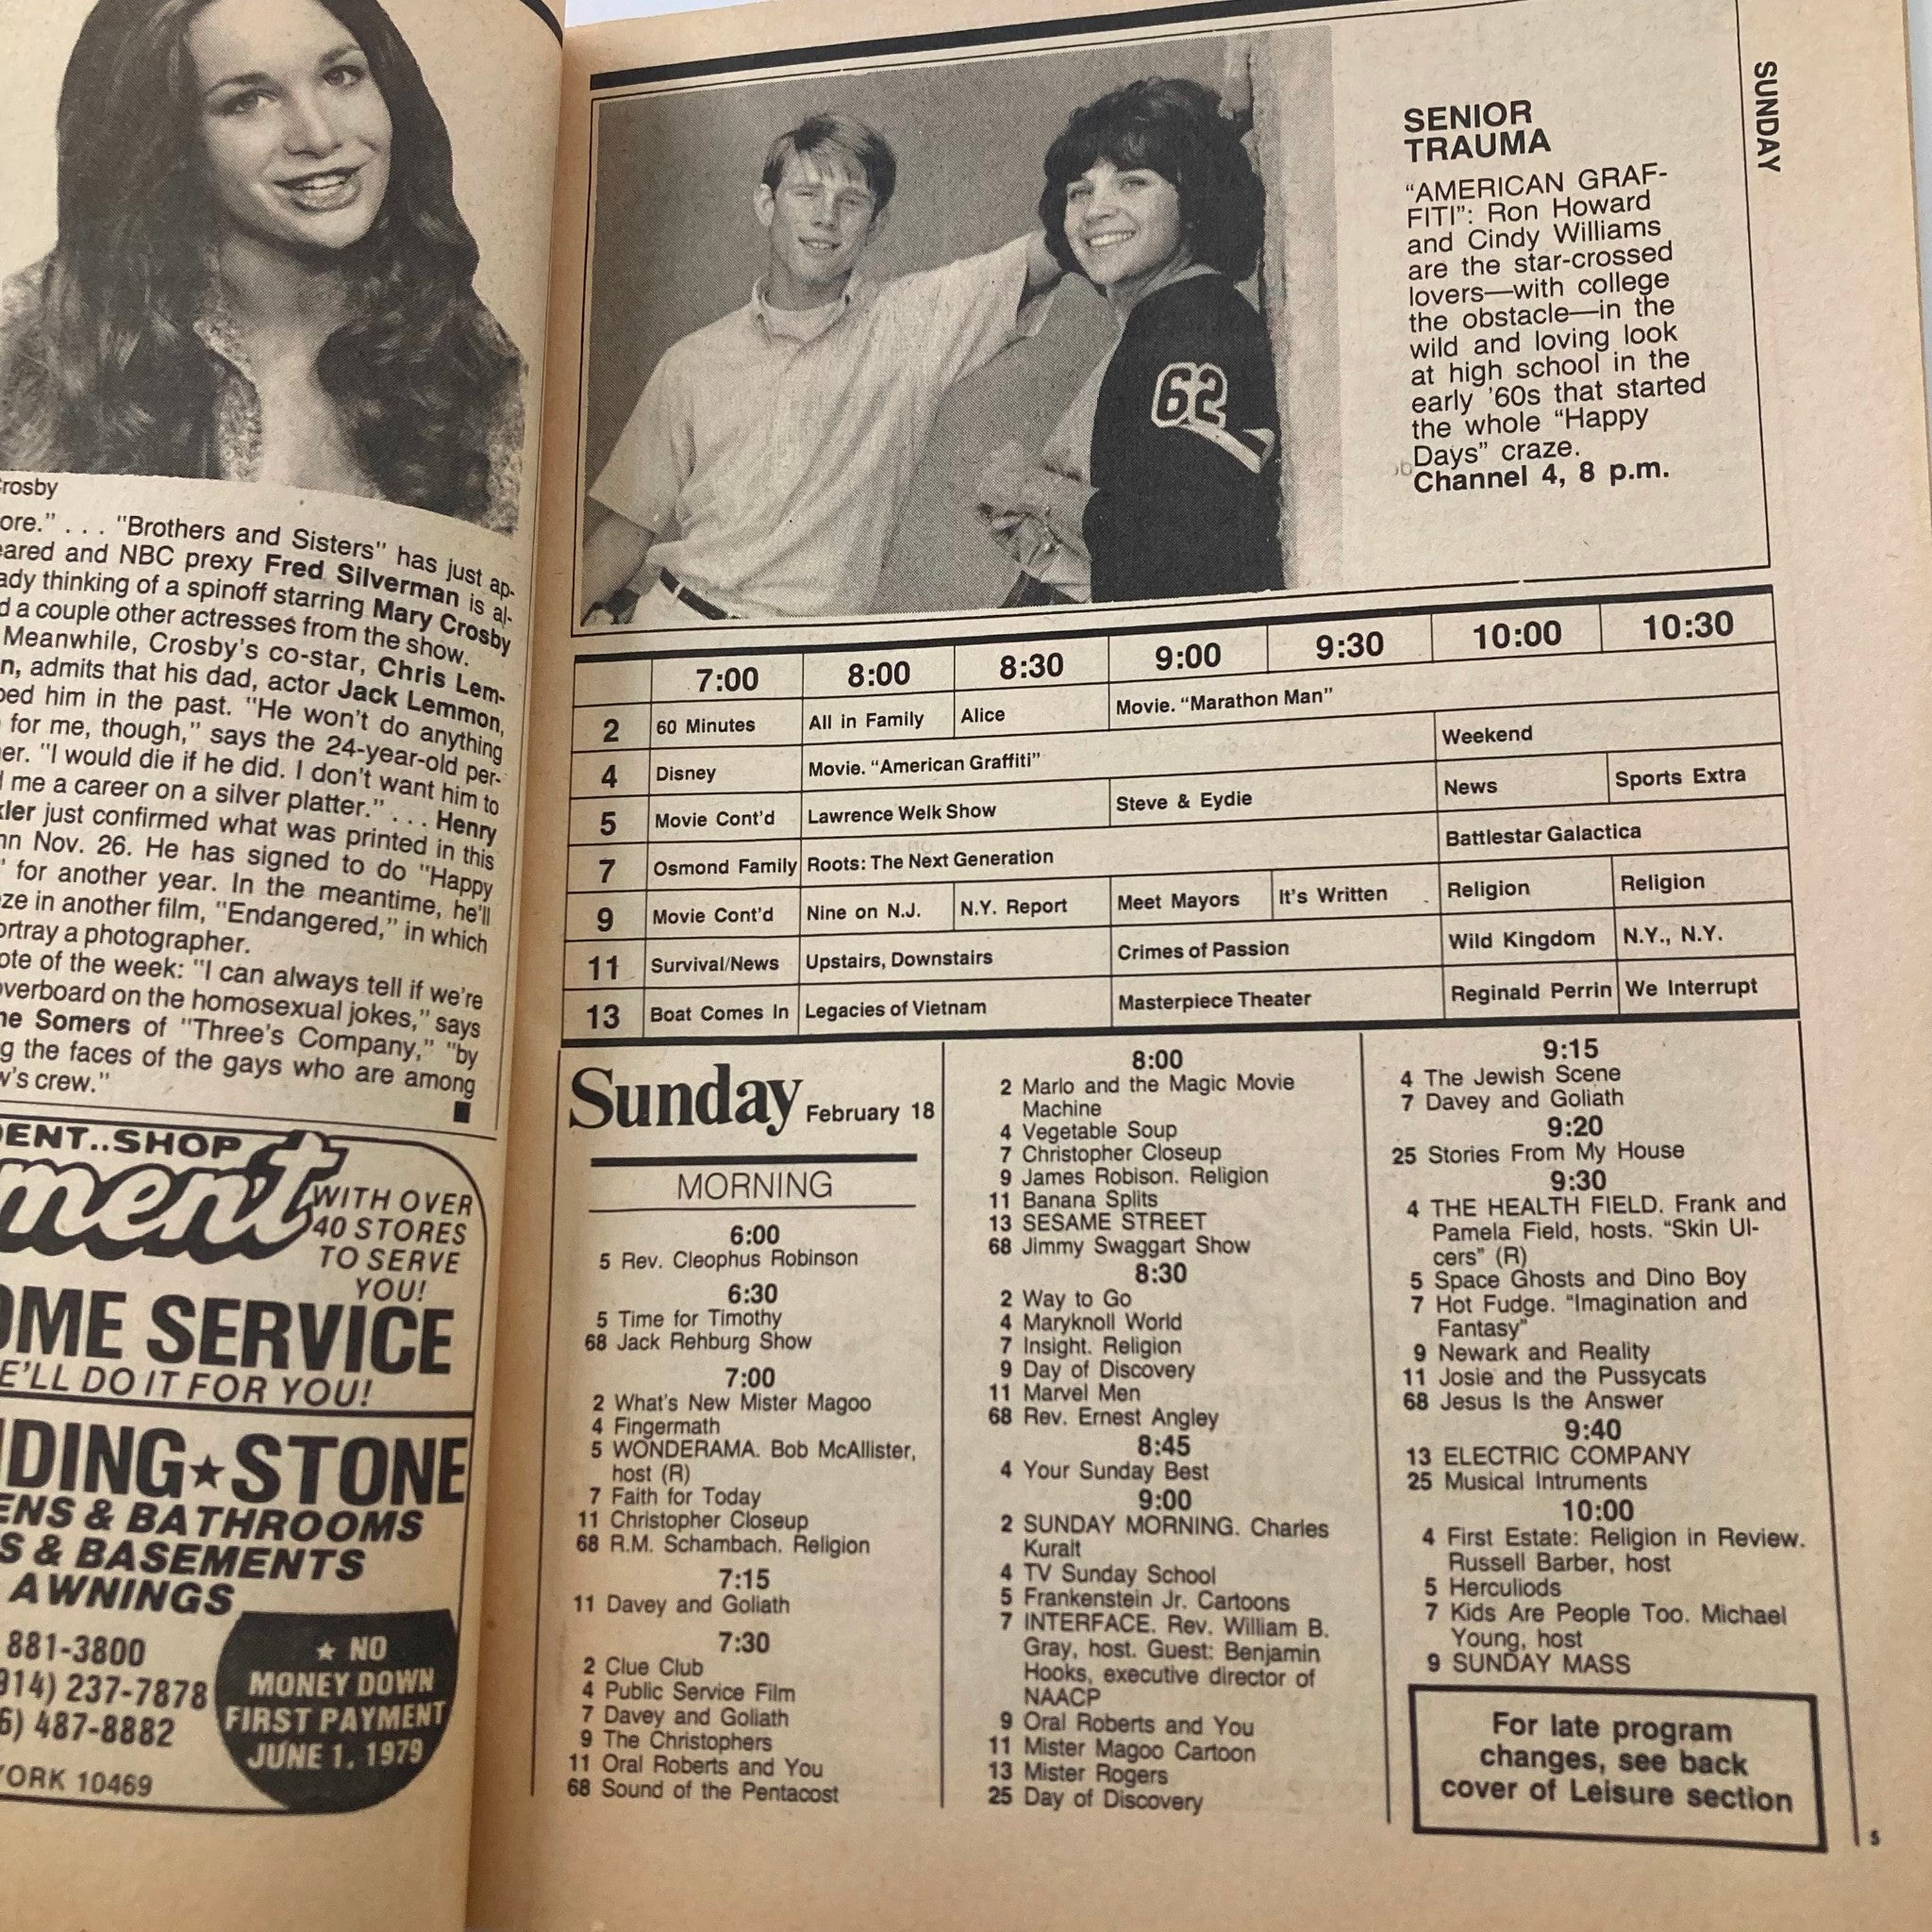 rosby
ore." . . . "Brothers and Sisters" has just ap-
eared and NBC prexy Fred Silverman is al-
ady thinking of a spinoff starring Mary Crosby
d a couple other actresses from the show.
Meanwhile, Crosby's co-star, Chris Lem-
n, admits that his dad, actor Jack Lemmon,
ped him in the past. "He won't do anything
for me, though," says the 24-year-old per-
er. "I would die if he did. I don't want him to
d me a career on a silver platter." . . . Henry
kler just confirmed what was printed in this
nn Nov. 26. He has signed to do "Happy
" for another year. In the meantime, he'll
ze in another film, "Endangered," in which
ortray a photographer.
ote of the week: "I can always tell if we're
overboard on the homosexual jokes," says
ne Somers of "Three's Company," "by
g the faces of the gays who are among
w's crew."
DENT..SHOP
ment
WITH OVER
40 STORES
TO SERVE
YOU!
OME SERVICE
E'LL DO IT FOR YOU!
DING★STONE
ENS & BATHROOMS
S & BASEMENTS
AWNINGS
881-3800
914) 237-7878
6) 487-8882
YORK 10469
★ NO
MONEY DOWN
FIRST PAYMENT
JUNE 1, 1979
SUNDAY
62
SENIOR
TRAUMA
"AMERICAN GRAF-
FITI": Ron Howard
and Cindy Williams
are the star-crossed
lovers—with college
the obstacle—in the
wild and loving look
at high school in the
early '60s that started
the whole "Happy
Days" craze.
Channel 4, 8 p.m.
7:00 8:00 8:30 9:00 9:30 10:00 10:30
2 60 Minutes All in Family Alice Movie. "Marathon Man"
4 Disney Movie. "American Graffiti" Weekend
5 Movie Cont'd Lawrence Welk Show Steve & Eydie News Sports Extra
7 Osmond Family Roots: The Next Generation Battlestar Galactica
9 Movie Cont'd Nine on N.J. N.Y. Report Meet Mayors It's Written Religion Religion
11 Survival/News Upstairs, Downstairs Crimes of Passion Wild Kingdom N.Y., N.Y.
13 Boat Comes In Legacies of Vietnam Masterpiece Theater Reginald Perrin We Interrupt
Sunday February 18
MORNING
6:00
5 Rev. Cleophus Robinson
6:30
5 Time for Timothy
68 Jack Rehburg Show
7:00
2 What's New Mister Magoo
4 Fingermath
5 WONDERAMA. Bob McAllister,
host (R)
7 Faith for Today
11 Christopher Closeup
68 R.M. Schambach. Religion
7:15
11 Davey and Goliath
7:30
2 Clue Club
4 Public Service Film
7 Davey and Goliath
9 The Christophers
11 Oral Roberts and You
68 Sound of the Pentacost
8:00
2 Marlo and the Magic Movie
Machine
4 Vegetable Soup
7 Christopher Closeup
9 James Robison. Religion
11 Banana Splits
13 SESAME STREET
68 Jimmy Swaggart Show
8:30
2 Way to Go
4 Maryknoll World
7 Insight. Religion
9 Day of Discovery
11 Marvel Men
68 Rev. Ernest Angley
8:45
4 Your Sunday Best
9:00
2 SUNDAY MORNING. Charles
Kuralt
4 TV Sunday School
5 Frankenstein Jr. Cartoons
7 INTERFACE. Rev. William B.
Gray, host. Guest: Benjamin
Hooks, executive director of
NAACP
9 Oral Roberts and You
11 Mister Magoo Cartoon
13 Mister Rogers
25 Day of Discovery
9:15
4 The Jewish Scene
7 Davey and Goliath
9:20
25 Stories From My House
9:30
4 THE HEALTH FIELD. Frank and
Pamela Field, hosts. "Skin Ul-
cers" (R)
5 Space Ghosts and Dino Boy
7 Hot Fudge. "Imagination and
Fantasy"
9 Newark and Reality
11 Josie and the Pussycats
68 Jesus Is the Answer
9:40
13 ELECTRIC COMPANY
25 Musical Intruments
10:00
4 First Estate: Religion in Review.
Russell Barber, host
5 Herculiods
7 Kids Are People Too. Michael
Young, host
9 SUNDAY MASS
For late program
changes, see back
cover of Leisure section
5